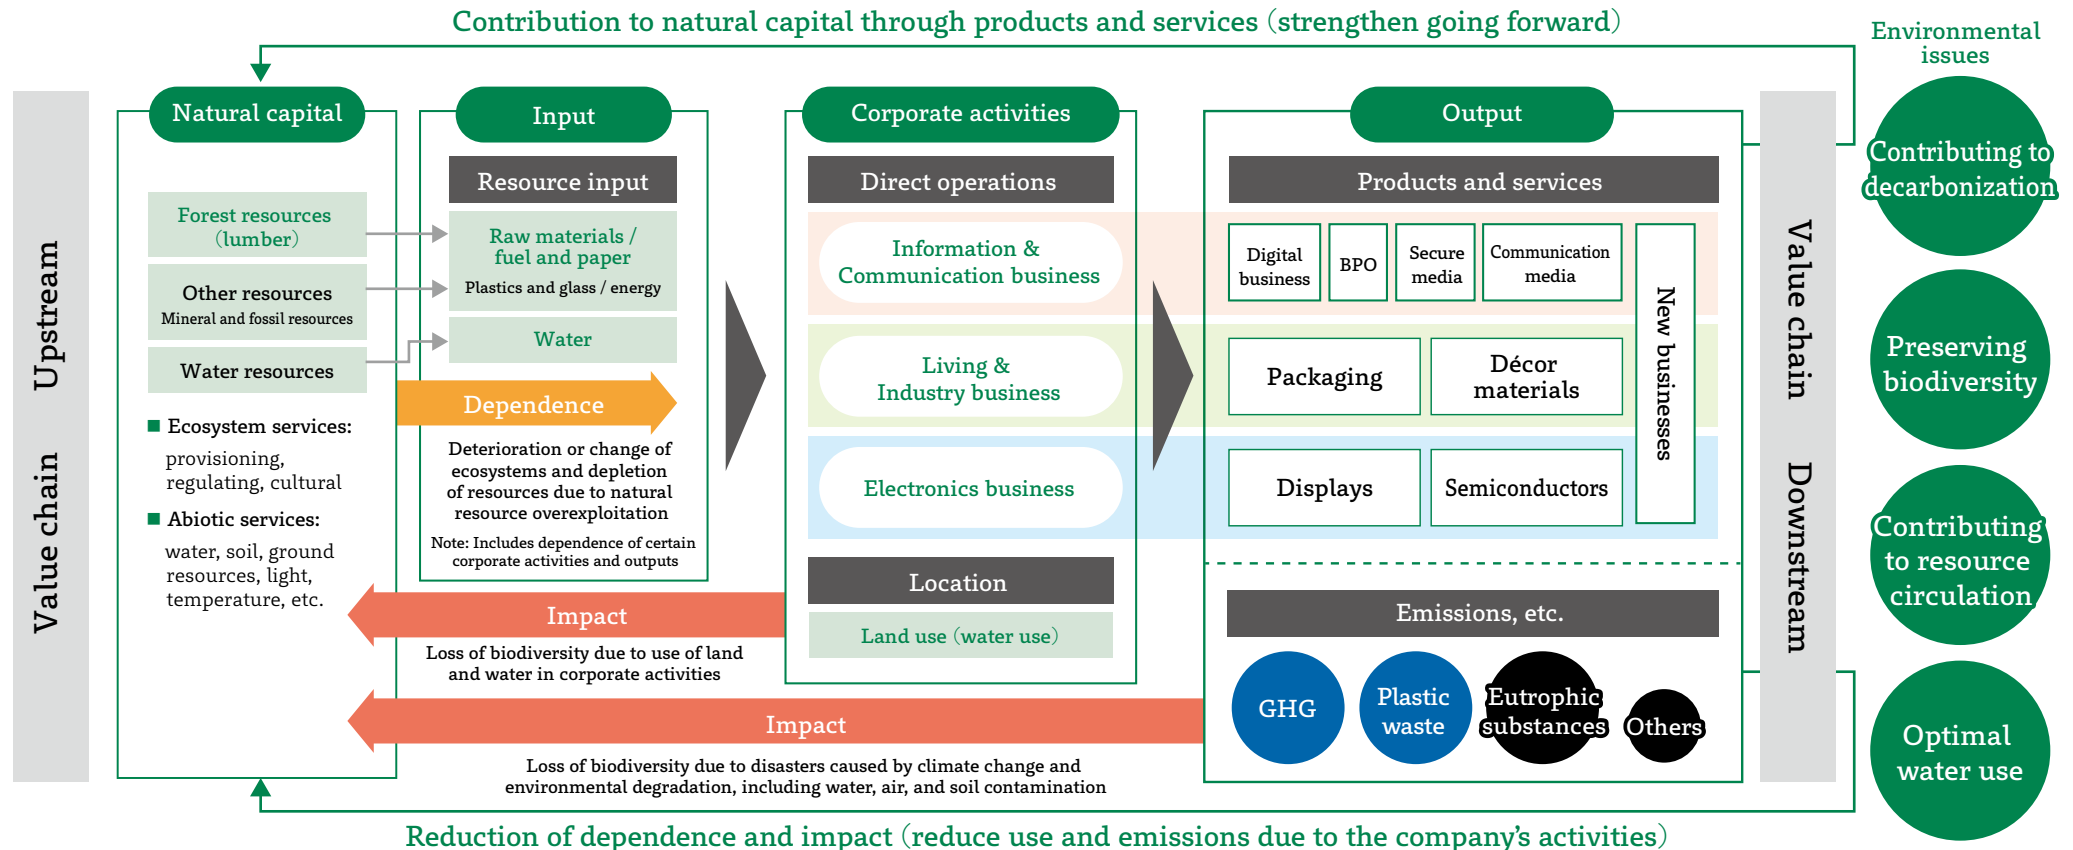 Contribution to natural capital through products and services (strengthen going forward)
Environmental
issues
Value chain Upstream
Natural capital
Forest resources
(lumber)
Other resources
Mineral and fossil resources
Water resources
Ecosystem services:
provisioning,
regulating, cultural
Abiotic services:
water, soil, ground
resources, light,
temperature, etc.
Input
Resource input
Raw materials /
fuel and paper
Plastics and glass / energy
Water
Dependence
Deterioration or change of
ecosystems and depletion
of resources due to natural
resource overexploitation
Note: Includes dependence of certain
corporate activities and outputs
Corporate activities
Direct operations
Information &
Communication business
Living &
Industry business
Electronics business
Location
Land use (water use)
Impact
Loss of biodiversity due to use of land
and water in corporate activities
Impact
Loss of biodiversity due to disasters caused by climate change and
environmental degradation, including water, air, and soil contamination
Output
Products and services
Digital
business
BPO
Secure
media
Communication
media
Packaging
Décor
materials
Displays
Semiconductors
New businesses
Emissions, etc.
GHG
Plastic
waste
Eutrophic
substances
Others
Value chain Downstream
Contributing to
decarbonization
Preserving
biodiversity
Contributing
to resource
circulation
Optimal
water use
Reduction of dependence and impact (reduce use and emissions due to the company's activities)